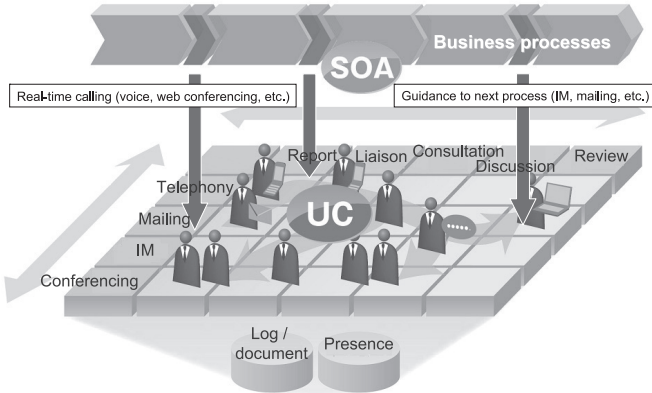 Business processes
SOA
Real-time calling (voice, web conferencing, etc.)
Guidance to next process (IM, mailing, etc.)
Report
Liaison
Consultation
Discussion
Review
Telephony
Mailing
IM
Conferencing
UC
Log /
document
Presence